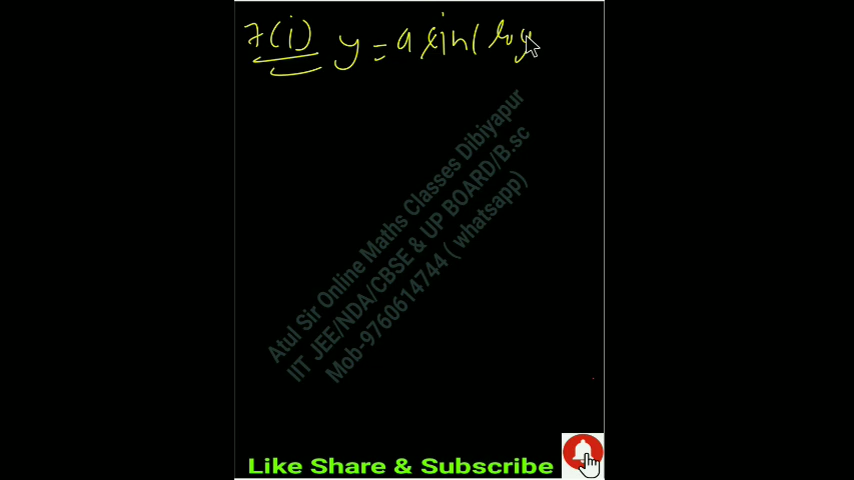 7(i) y = a sin( log
Atul Sir Online Maths Classes Dibiyapur
IIT JEE/NDA/CBSE & UP BOARD/B.sc
Mob-9760614744 ( whatsapp)
Like Share & Subscribe